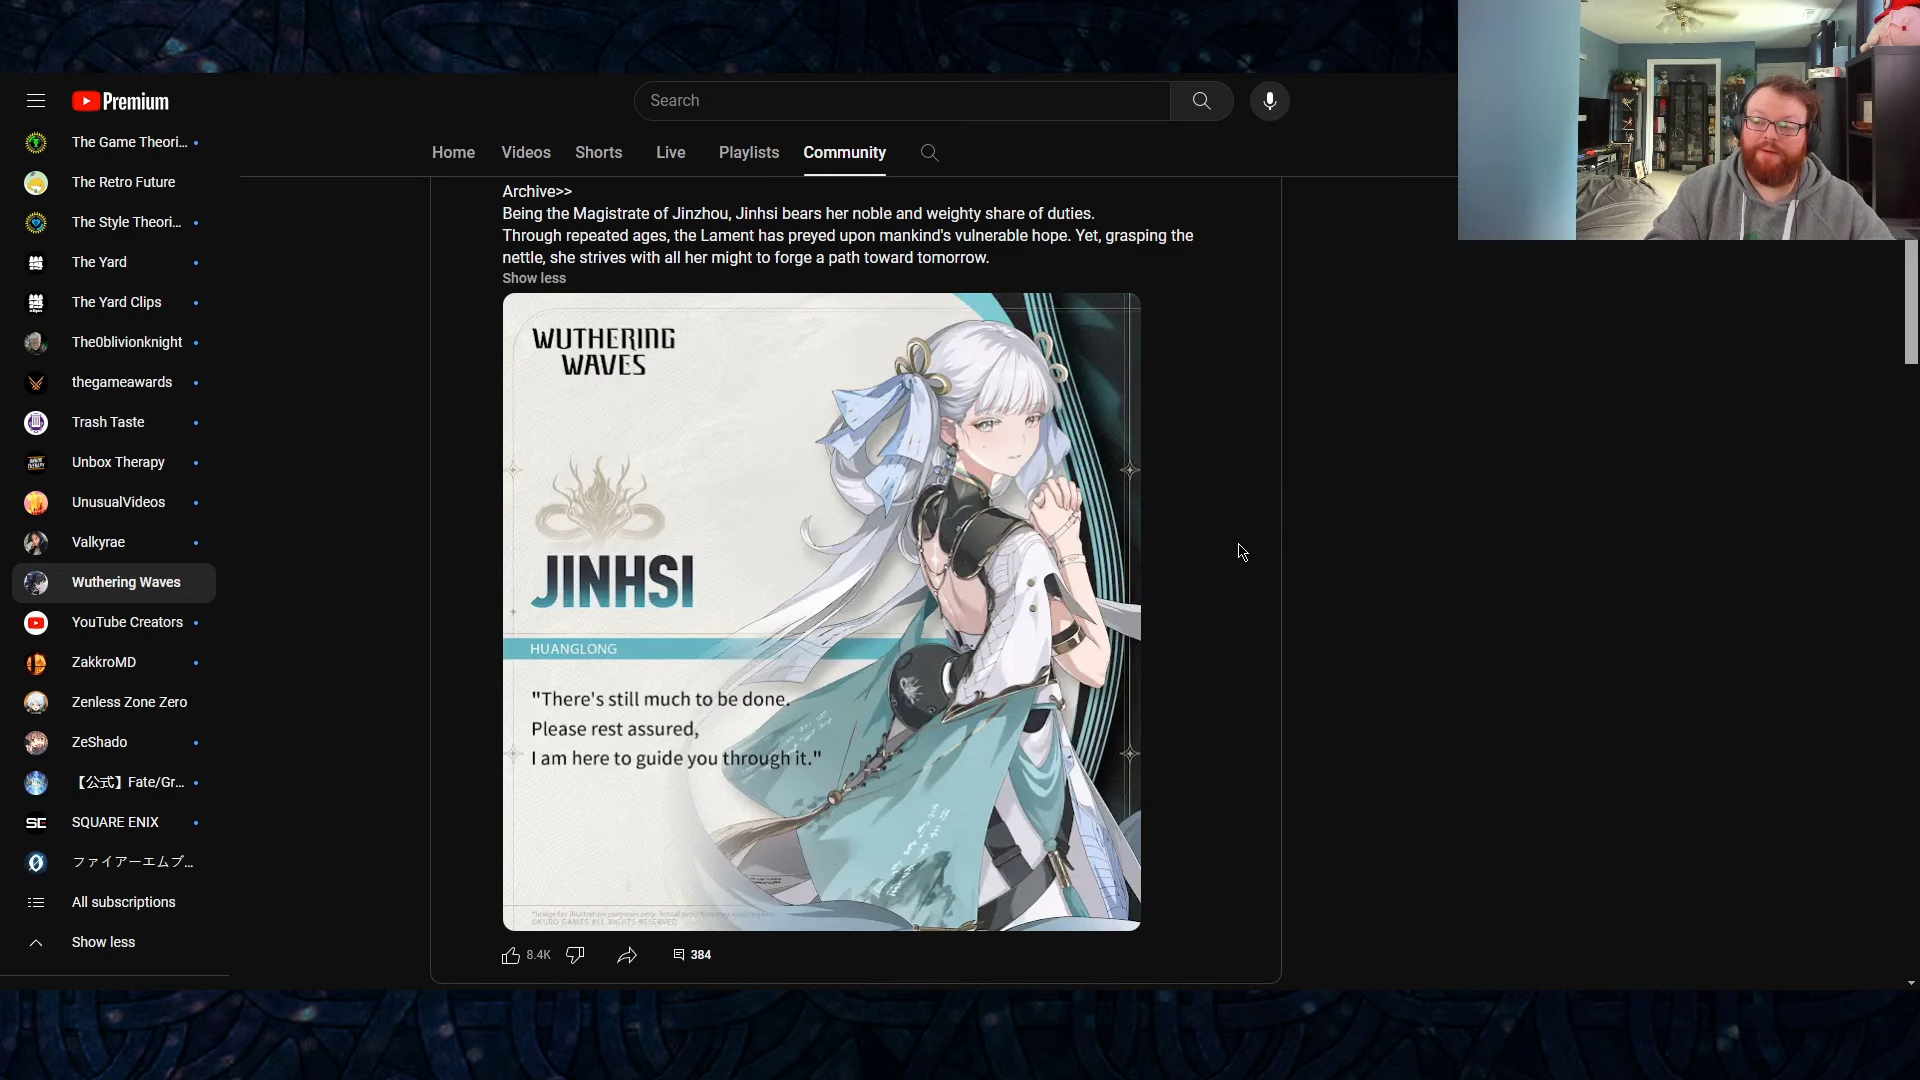 Premium
Search
The Game Theori...
The Retro Future
The Style Theori...
The Yard
The Yard Clips
The0blivionknight
thegameawards
Trash Taste
Unbox Therapy
UnusualVideos
Valkyrae
Wuthering Waves
YouTube Creators
ZakkroMD
Zenless Zone Zero
ZeShado
【公式】Fate/Gr...
SQUARE ENIX
ファイアーエムブ...
All subscriptions
Show less
Home Videos Shorts Live Playlists Community
Archive>>
Being the Magistrate of Jinzhou, Jinhsi bears her noble and weighty share of duties.
Through repeated ages, the Lament has preyed upon mankind's vulnerable hope. Yet, grasping the
nettle, she strives with all her might to forge a path toward tomorrow.
Show less
WUTHERING
WAVES
JINHSI
HUANGLONG
"There's still much to be done.
Please rest assured,
I am here to guide you through it."
8.4K 384